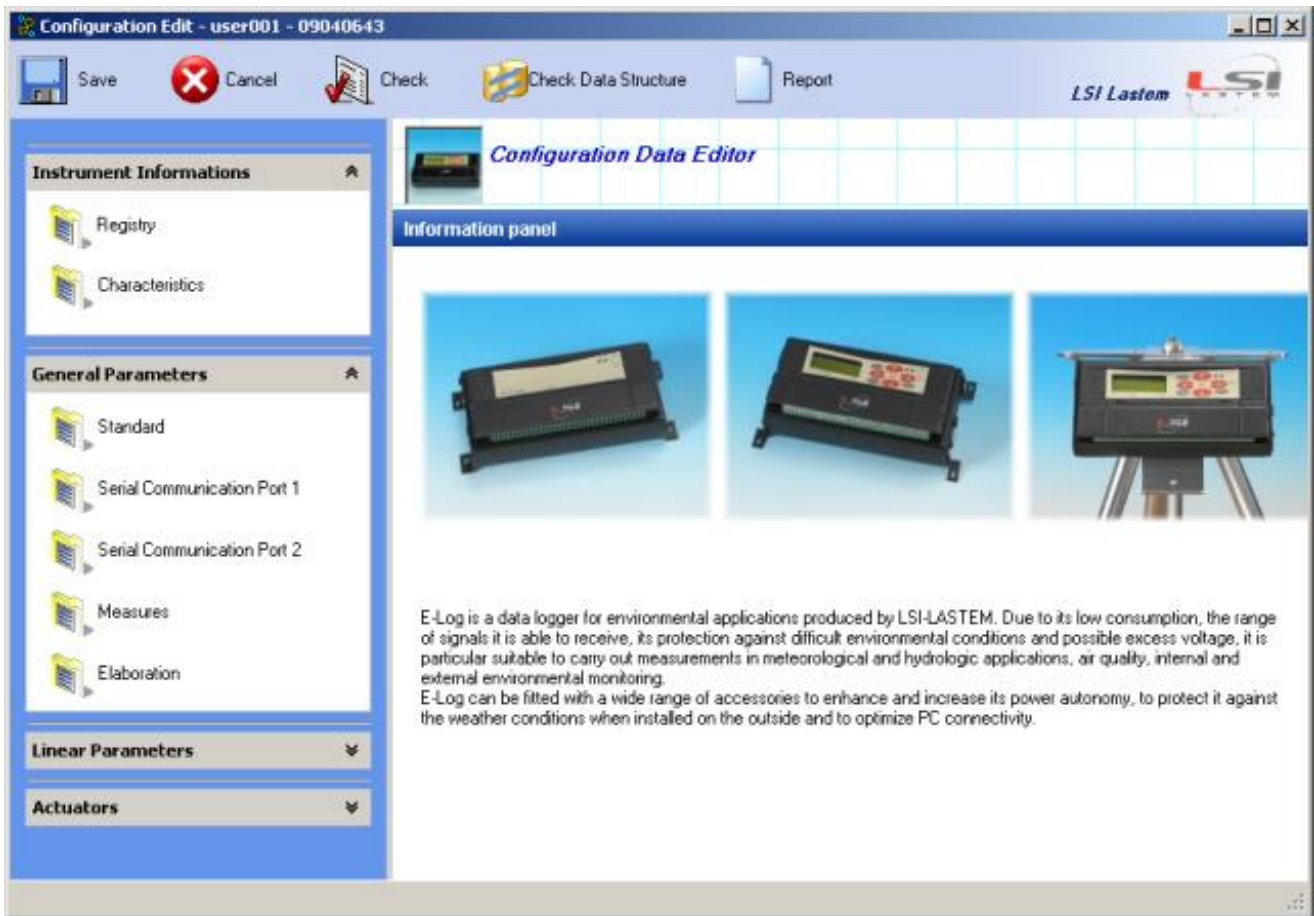 Configuration Edit - user001 - 09040643
Save
Cancel
Check
Check Data Structure
Report
LSI Lastem
LSI
LASTEM
Instrument Informations
Registry
Characteristics
General Parameters
Standard
Serial Communication Port 1
Serial Communication Port 2
Measures
Elaboration
Linear Parameters
Actuators
Configuration Data Editor
Information panel
E-Log is a data logger for environmental applications produced by LSI-LASTEM. Due to its low consumption, the range
of signals it is able to receive, its protection against difficult environmental conditions and possible excess voltage, it is
particular suitable to carry out measurements in meteorological and hydrologic applications, air quality, internal and
external environmental monitoring.
E-Log can be fitted with a wide range of accessories to enhance and increase its power autonomy, to protect it against
the weather conditions when installed on the outside and to optimize PC connectivity.